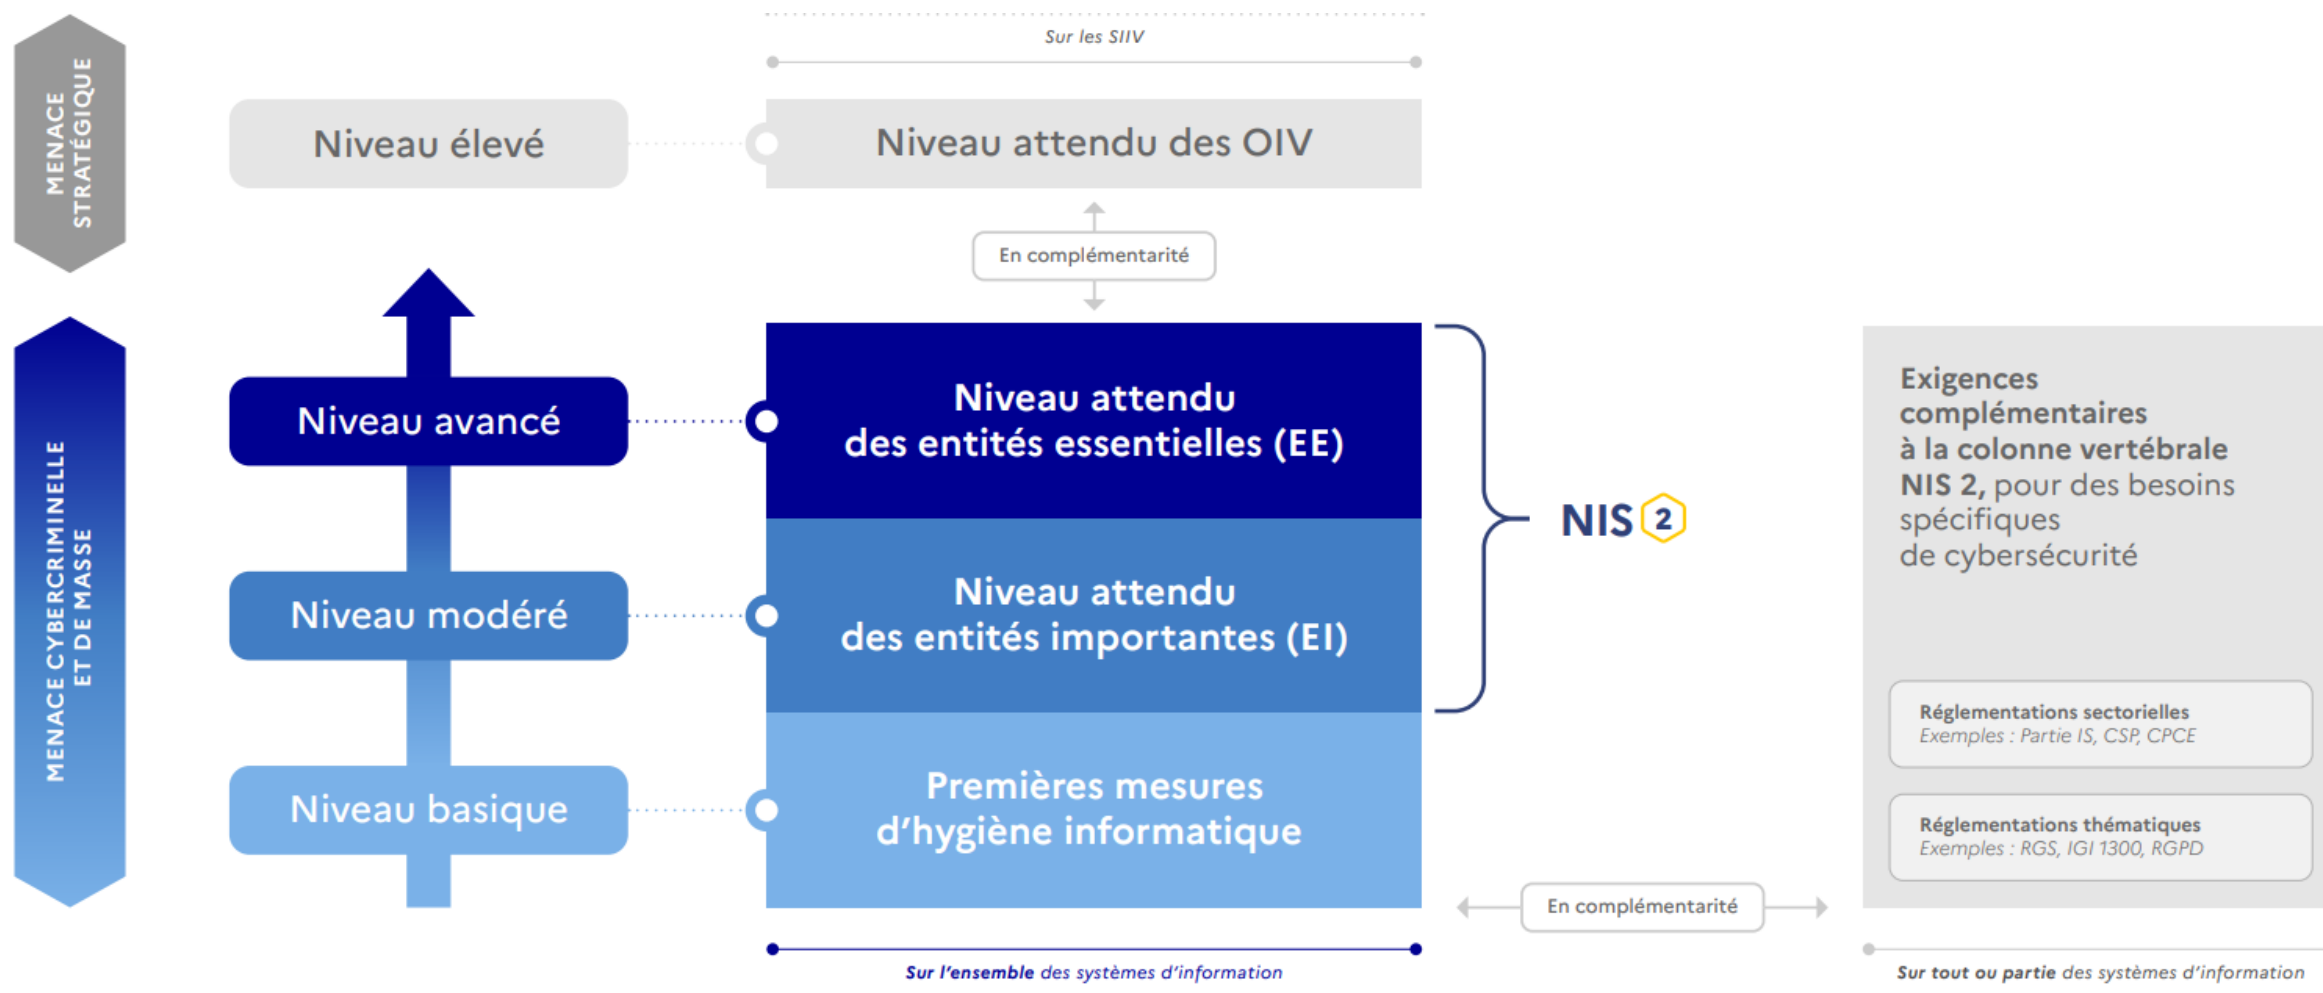 MENACE
STRATÉGIQUE
Sur les SIIV
Niveau élevé
Niveau attendu des OIV
En complémentarité
MENACE CYBERCRIMINELLE
ET DE MASSE
Niveau avancé
Niveau attendu
des entités essentielles (EE)
Niveau modéré
Niveau attendu
des entités importantes (EI)
Niveau basique
Premières mesures
d’hygiène informatique
Sur l’ensemble des systèmes d’information
NIS 2
En complémentarité
Exigences
complémentaires
à la colonne vertébrale
NIS 2, pour des besoins
spécifiques
de cybersécurité
Réglementations sectorielles
Exemples : Partie IS, CSP, CPCE
Réglementations thématiques
Exemples : RGS, IGI 1300, RGPD
Sur tout ou partie des systèmes d’information